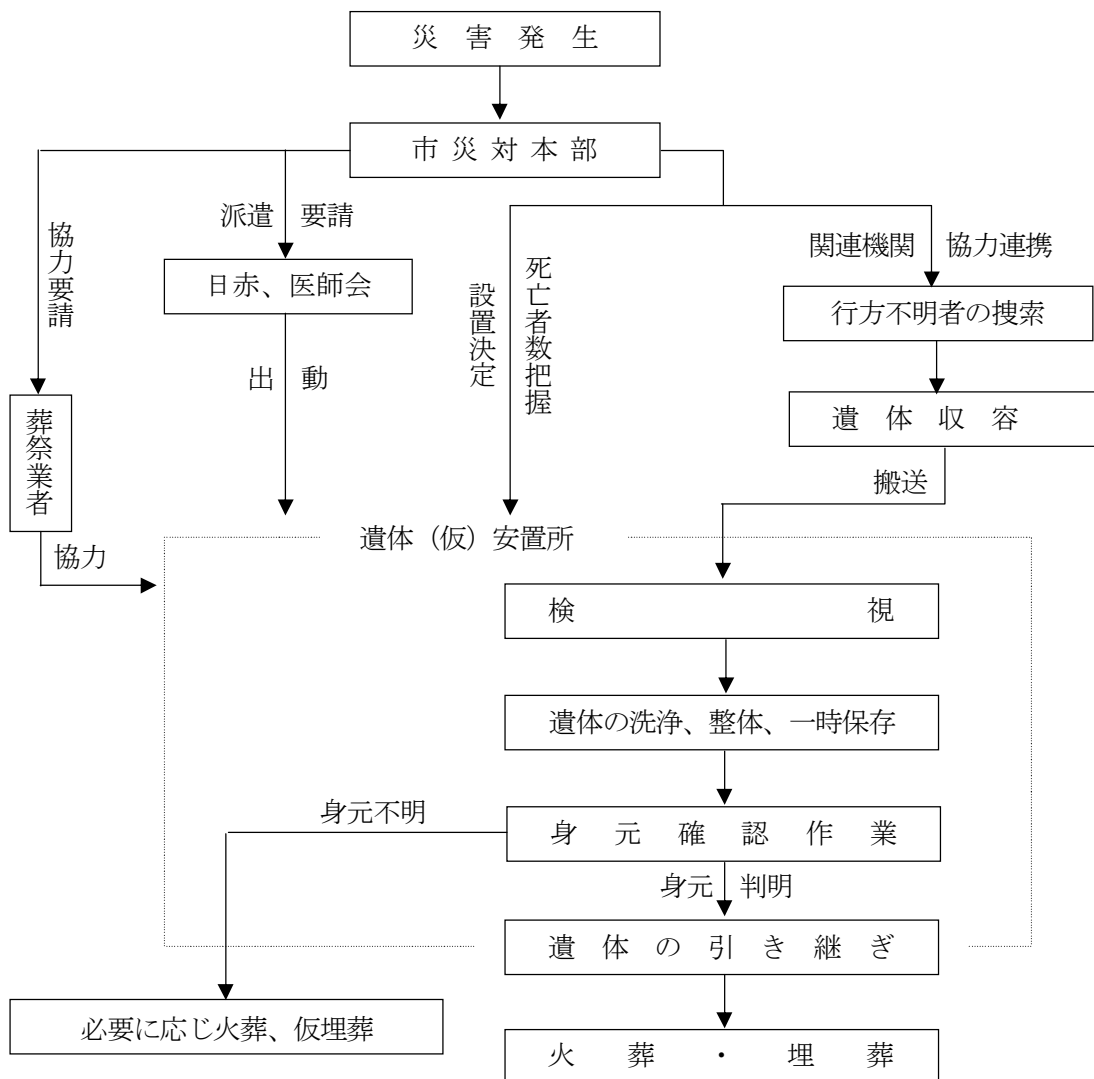 災害発生
市災対本部
協力要請
派遣 要請
日赤、医師会
出 動
設置決定
死亡者数把握
関連機関 協力連携
行方不明者の捜索
遺体収容
搬送
葬祭業者
協力
遺体（仮）安置所
検視
遺体の洗浄、整体、一時保存
身元不明
身元確認作業
身元 判明
遺体の引き継ぎ
必要に応じ火葬、仮埋葬
火葬・埋葬